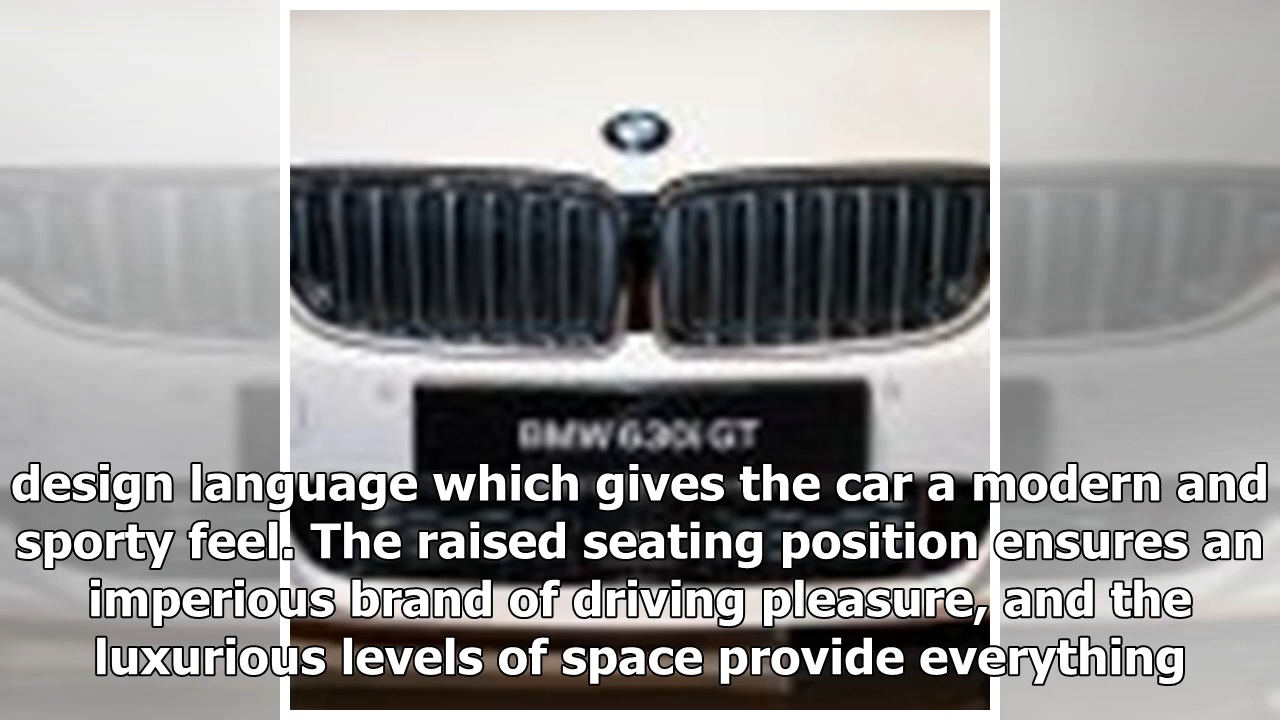 BMW 630i GT
design language which gives the car a modern and
sporty feel. The raised seating position ensures an
imperious brand of driving pleasure, and the
luxurious levels of space provide everything